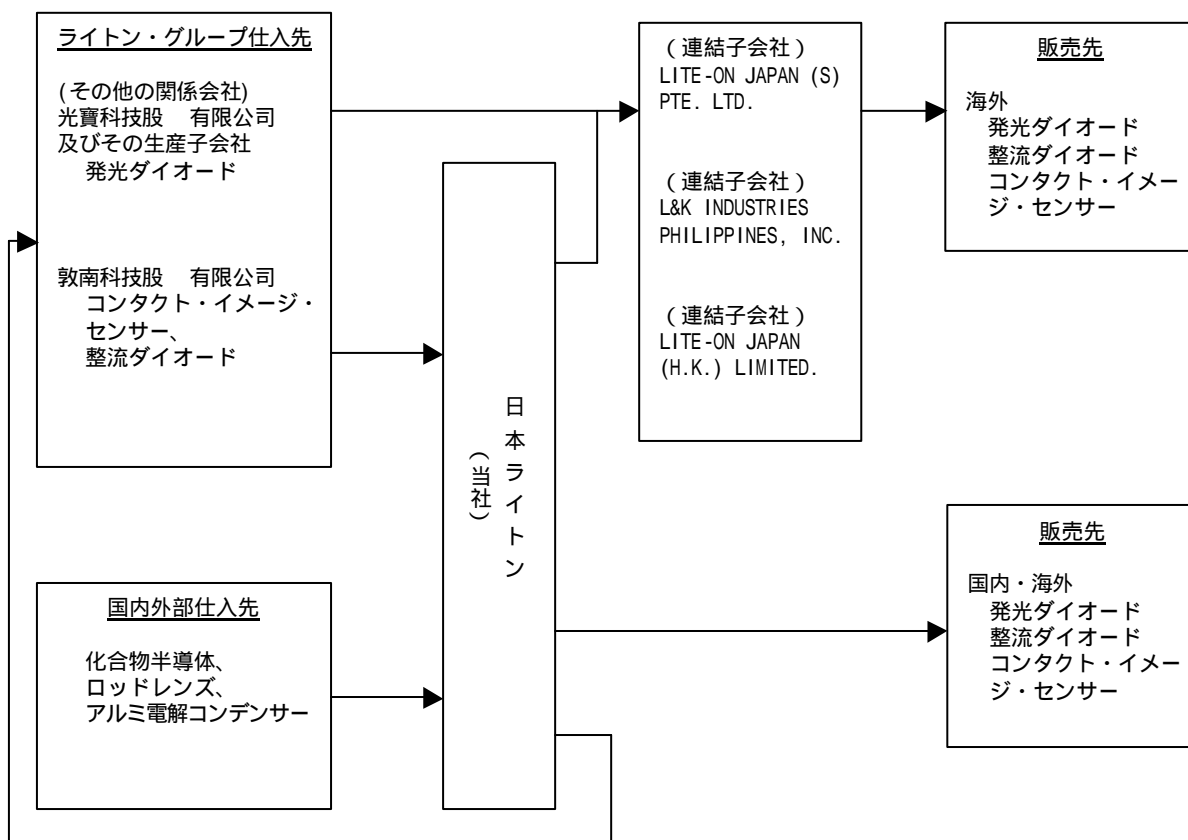 ライトン・グループ仕入先
(その他の関係会社)
光寶科技股　有限公司
及びその生産子会社
発光ダイオード
敦南科技股　有限公司
コンタクト・イメージ・
センサー、
整流ダイオード
国内外部仕入先
化合物半導体、
ロッドレンズ、
アルミ電解コンデンサー
日本ライトン
(当社)
(連結子会社)
LITE-ON JAPAN (S)
PTE. LTD.
(連結子会社)
L&K INDUSTRIES
PHILIPPINES, INC.
(連結子会社)
LITE-ON JAPAN
(H.K.) LIMITED.
販売先
海外
発光ダイオード
整流ダイオード
コンタクト・イメー
ジ・センサー
販売先
国内・海外
発光ダイオード
整流ダイオード
コンタクト・イメー
ジ・センサー